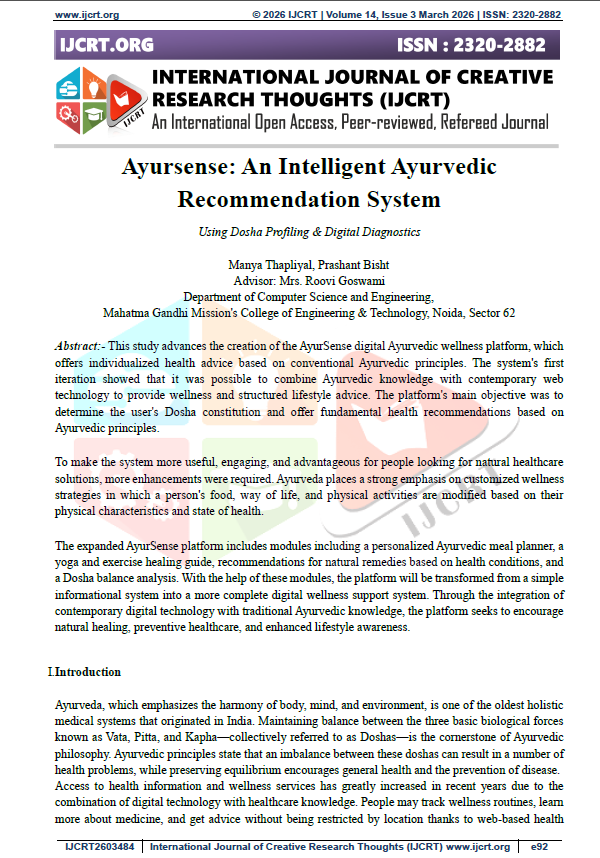 www.ijcrt.org © 2026 IJCRT | Volume 14, Issue 3 March 2026 | ISSN: 2320-2882
IJCRT.ORG ISSN : 2320-2882
INTERNATIONAL JOURNAL OF CREATIVE
RESEARCH THOUGHTS (IJCRT)
An International Open Access, Peer-reviewed, Refereed Journal
IJCRT
Ayursense: An Intelligent Ayurvedic
Recommendation System
Using Dosha Profiling & Digital Diagnostics
Manya Thapliyal, Prashant Bisht
Advisor: Mrs. Roovi Goswami
Department of Computer Science and Engineering,
Mahatma Gandhi Mission's College of Engineering & Technology, Noida, Sector 62
Abstract:- This study advances the creation of the AyurSense digital Ayurvedic wellness platform, which
offers individualized health advice based on conventional Ayurvedic principles. The system's first
iteration showed that it was possible to combine Ayurvedic knowledge with contemporary web
technology to provide wellness and structured lifestyle advice. The platform's main objective was to
determine the user's Dosha constitution and offer fundamental health recommendations based on
Ayurvedic principles.
To make the system more useful, engaging, and advantageous for people looking for natural healthcare
solutions, more enhancements were required. Ayurveda places a strong emphasis on customized wellness
strategies in which a person's food, way of life, and physical activities are modified based on their
physical characteristics and state of health.
IJCRT
The expanded AyurSense platform includes modules including a personalized Ayurvedic meal planner, a
yoga and exercise healing guide, recommendations for natural remedies based on health conditions, and
a Dosha balance analysis. With the help of these modules, the platform will be transformed from a simple
informational system into a more complete digital wellness support system. Through the integration of
contemporary digital technology with traditional Ayurvedic knowledge, the platform seeks to encourage
natural healing, preventive healthcare, and enhanced lifestyle awareness.
I.Introduction
Ayurveda, which emphasizes the harmony of body, mind, and environment, is one of the oldest holistic
medical systems that originated in India. Maintaining balance between the three basic biological forces
known as Vata, Pitta, and Kapha—collectively referred to as Doshas—is the cornerstone of Ayurvedic
philosophy. Ayurvedic principles state that an imbalance between these doshas can result in a number of
health problems, while preserving equilibrium encourages general health and the prevention of disease.
Access to health information and wellness services has greatly increased in recent years due to the
combination of digital technology with healthcare knowledge. People may track wellness routines, learn
more about medicine, and get advice without being restricted by location thanks to web-based health
IJCRT2603484 International Journal of Creative Research Thoughts (IJCRT) www.ijcrt.org e92